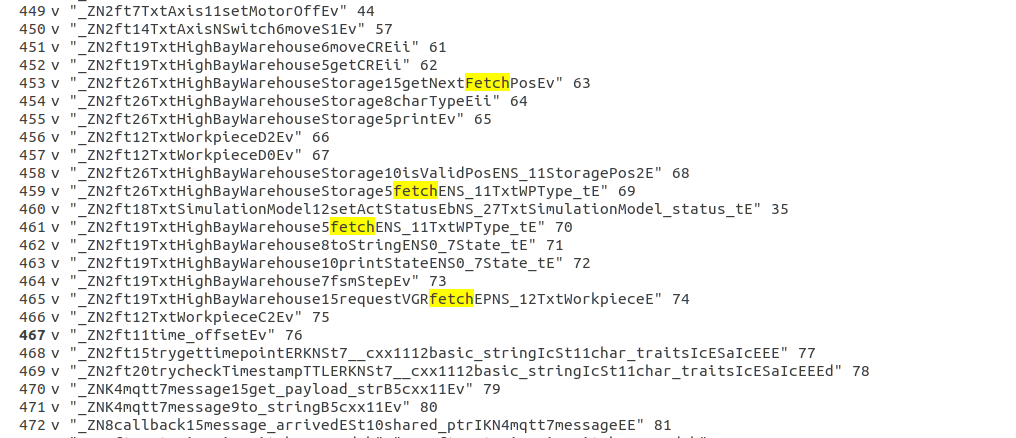 449 v "_ZN2ft7TxtAxis11setMotorOffEv" 44
450 v "_ZN2ft14TxtAxisNSwitch6moveS1Ev" 57
451 v "_ZN2ft19TxtHighBayWarehouse6moveCREii" 61
452 v "_ZN2ft19TxtHighBayWarehouse5getCREii" 62
453 v "_ZN2ft26TxtHighBayWarehouseStorage15getNextFetchPosEv" 63
454 v "_ZN2ft26TxtHighBayWarehouseStorage8charTypeEii" 64
455 v "_ZN2ft26TxtHighBayWarehouseStorage5printEv" 65
456 v "_ZN2ft12TxtWorkpieceD2Ev" 66
457 v "_ZN2ft12TxtWorkpieceD0Ev" 67
458 v "_ZN2ft26TxtHighBayWarehouseStorage10isValidPosENS_11StoragePos2E" 68
459 v "_ZN2ft26TxtHighBayWarehouseStorage5fetchENS_11TxtWPType_tE" 69
460 v "_ZN2ft18TxtSimulationModel12setActStatusEbNS_27TxtSimulationModel_status_tE" 35
461 v "_ZN2ft19TxtHighBayWarehouse5fetchENS_11TxtWPType_tE" 70
462 v "_ZN2ft19TxtHighBayWarehouse8toStringENS0_7State_tE" 71
463 v "_ZN2ft19TxtHighBayWarehouse10printStateENS0_7State_tE" 72
464 v "_ZN2ft19TxtHighBayWarehouse7fsmStepEv" 73
465 v "_ZN2ft19TxtHighBayWarehouse15requestVGRfetchEPNS_12TxtWorkpieceE" 74
466 v "_ZN2ft12TxtWorkpieceC2Ev" 75
467 v "_ZN2ft11time_offsetEv" 76
468 v "_ZN2ft15trygettimepointERKNSt7__cxx1112basic_stringIcSt11char_traitsIcESaIcEEE" 77
469 v "_ZN2ft20trycheckTimestampTTLERKNSt7__cxx1112basic_stringIcSt11char_traitsIcESaIcEEEd" 78
470 v "_ZNK4mqtt7message15get_payload_strB5cxx11Ev" 79
471 v "_ZNK4mqtt7message9to_stringB5cxx11Ev" 80
472 v "_ZN8callback15message_arrivedESt10shared_ptrIKN4mqtt7messageEE" 81